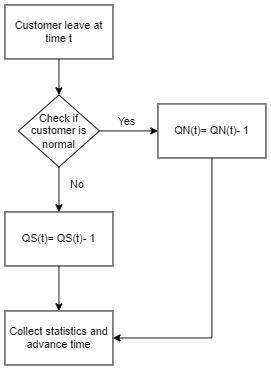 Customer leave at
time t
Check if
customer is
normal
Yes
QN(t)= QN(t)- 1
No
QS(t)= QS(t)- 1
Collect statistics and
advance time